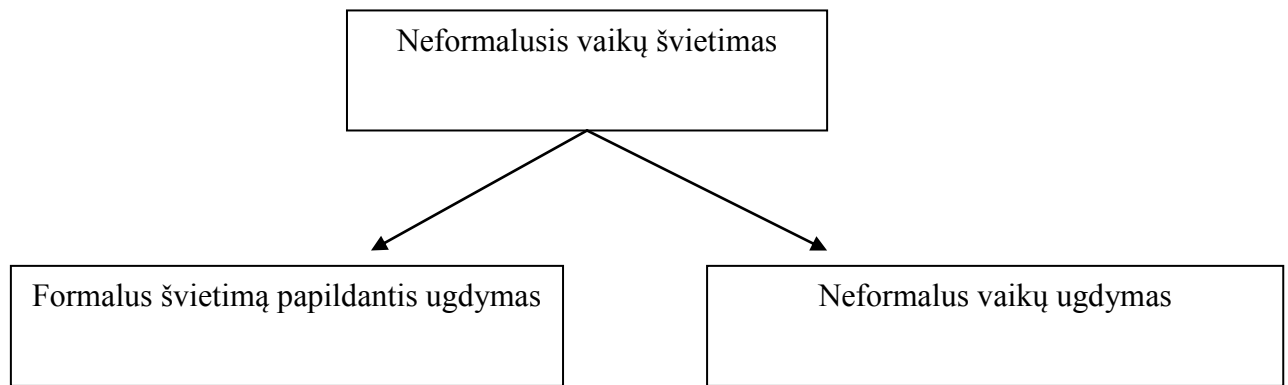 Neformalusis vaikų švietimas
Formalus švietimą papildantis ugdymas
Neformalus vaikų ugdymas